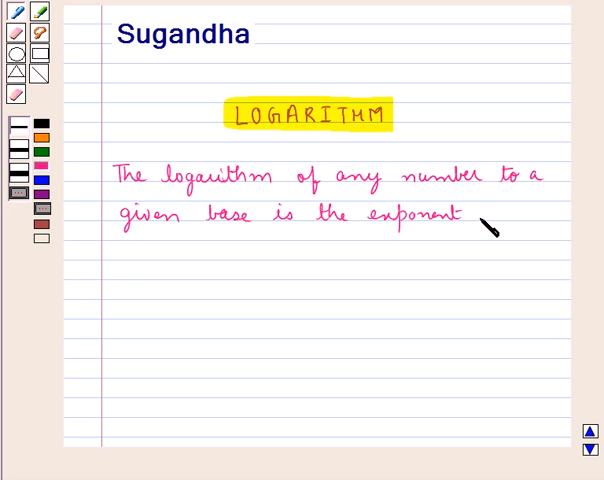 Sugandha
LOGARITHM
The logarithm of any number to a
given base is the exponent